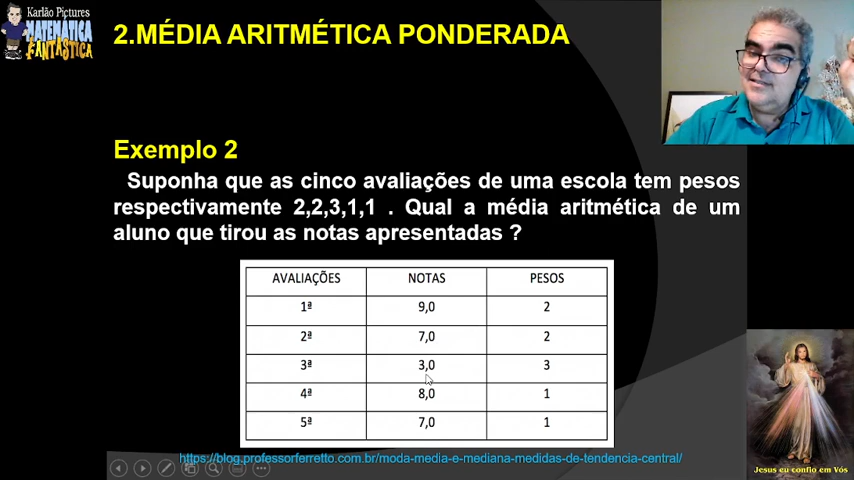 Karlão Pictures
MATEMÁTICA
FANTÁSTICA
2.MÉDIA ARITMÉTICA PONDERADA
Exemplo 2
Suponha que as cinco avaliações de uma escola tem pesos
respectivamente 2,2,3,1,1 . Qual a média aritmética de um
aluno que tirou as notas apresentadas ?
AVALIAÇÕES NOTAS PESOS
1ª 9,0 2
2ª 7,0 2
3ª 3,0 3
4ª 8,0 1
5ª 7,0 1
https://blog.professorferretto.com.br/moda-media-e-mediana-medidas-de-tendencia-central/
Jesus eu confio em Vós